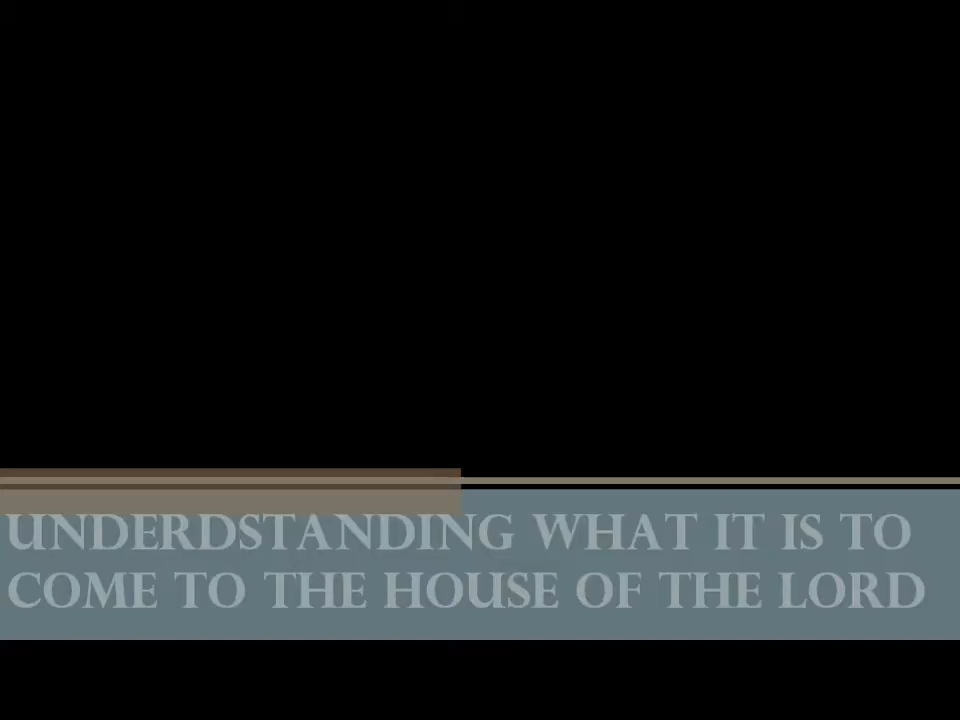 UNDERDSTANDING WHAT IT IS TO
COME TO THE HOUSE OF THE LORD